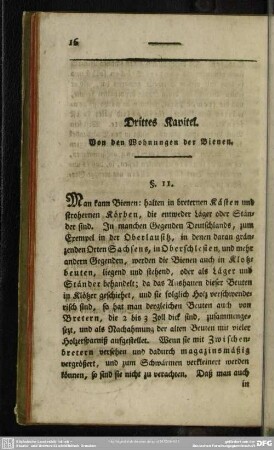 16
Drittes Kapitel.
Von den Wohnungen der Bienen.
§. 11.
Man kann Bienen: halten in breternen Kästen und
strohernen Körben, die entweder Läger oder Stän-
der sind. In manchen Gegenden Deutschlands, zum
Exempel in der Oberlausitz, in denen daran grän-
zenden Orten Sachsens, in Oberschlesien, und mehr
andern Gegenden, werden die Bienen auch in Klotz-
beuten, liegend und stehend, oder als Läger und
Ständer behandelt; da das Aushauen dieser Beuten
in Klötzer geschiehet, und sie folglich Holz verschwende-
risch sind, so hat man dergleichen Beuten auch von
Bretern, die 2 bis 3 Zoll dick sind, zusammenge-
setzt, und als Nachahmung der alten Beuten mit vieler
Holzersparniß aufgestellet. Wenn sie mit Zwischen-
bretern versehen und dadurch magazinmäßig
vergrößert, und zum Schwärmen verkleinert werden
können, so sind sie nicht zu verachten. Daß man auch
in